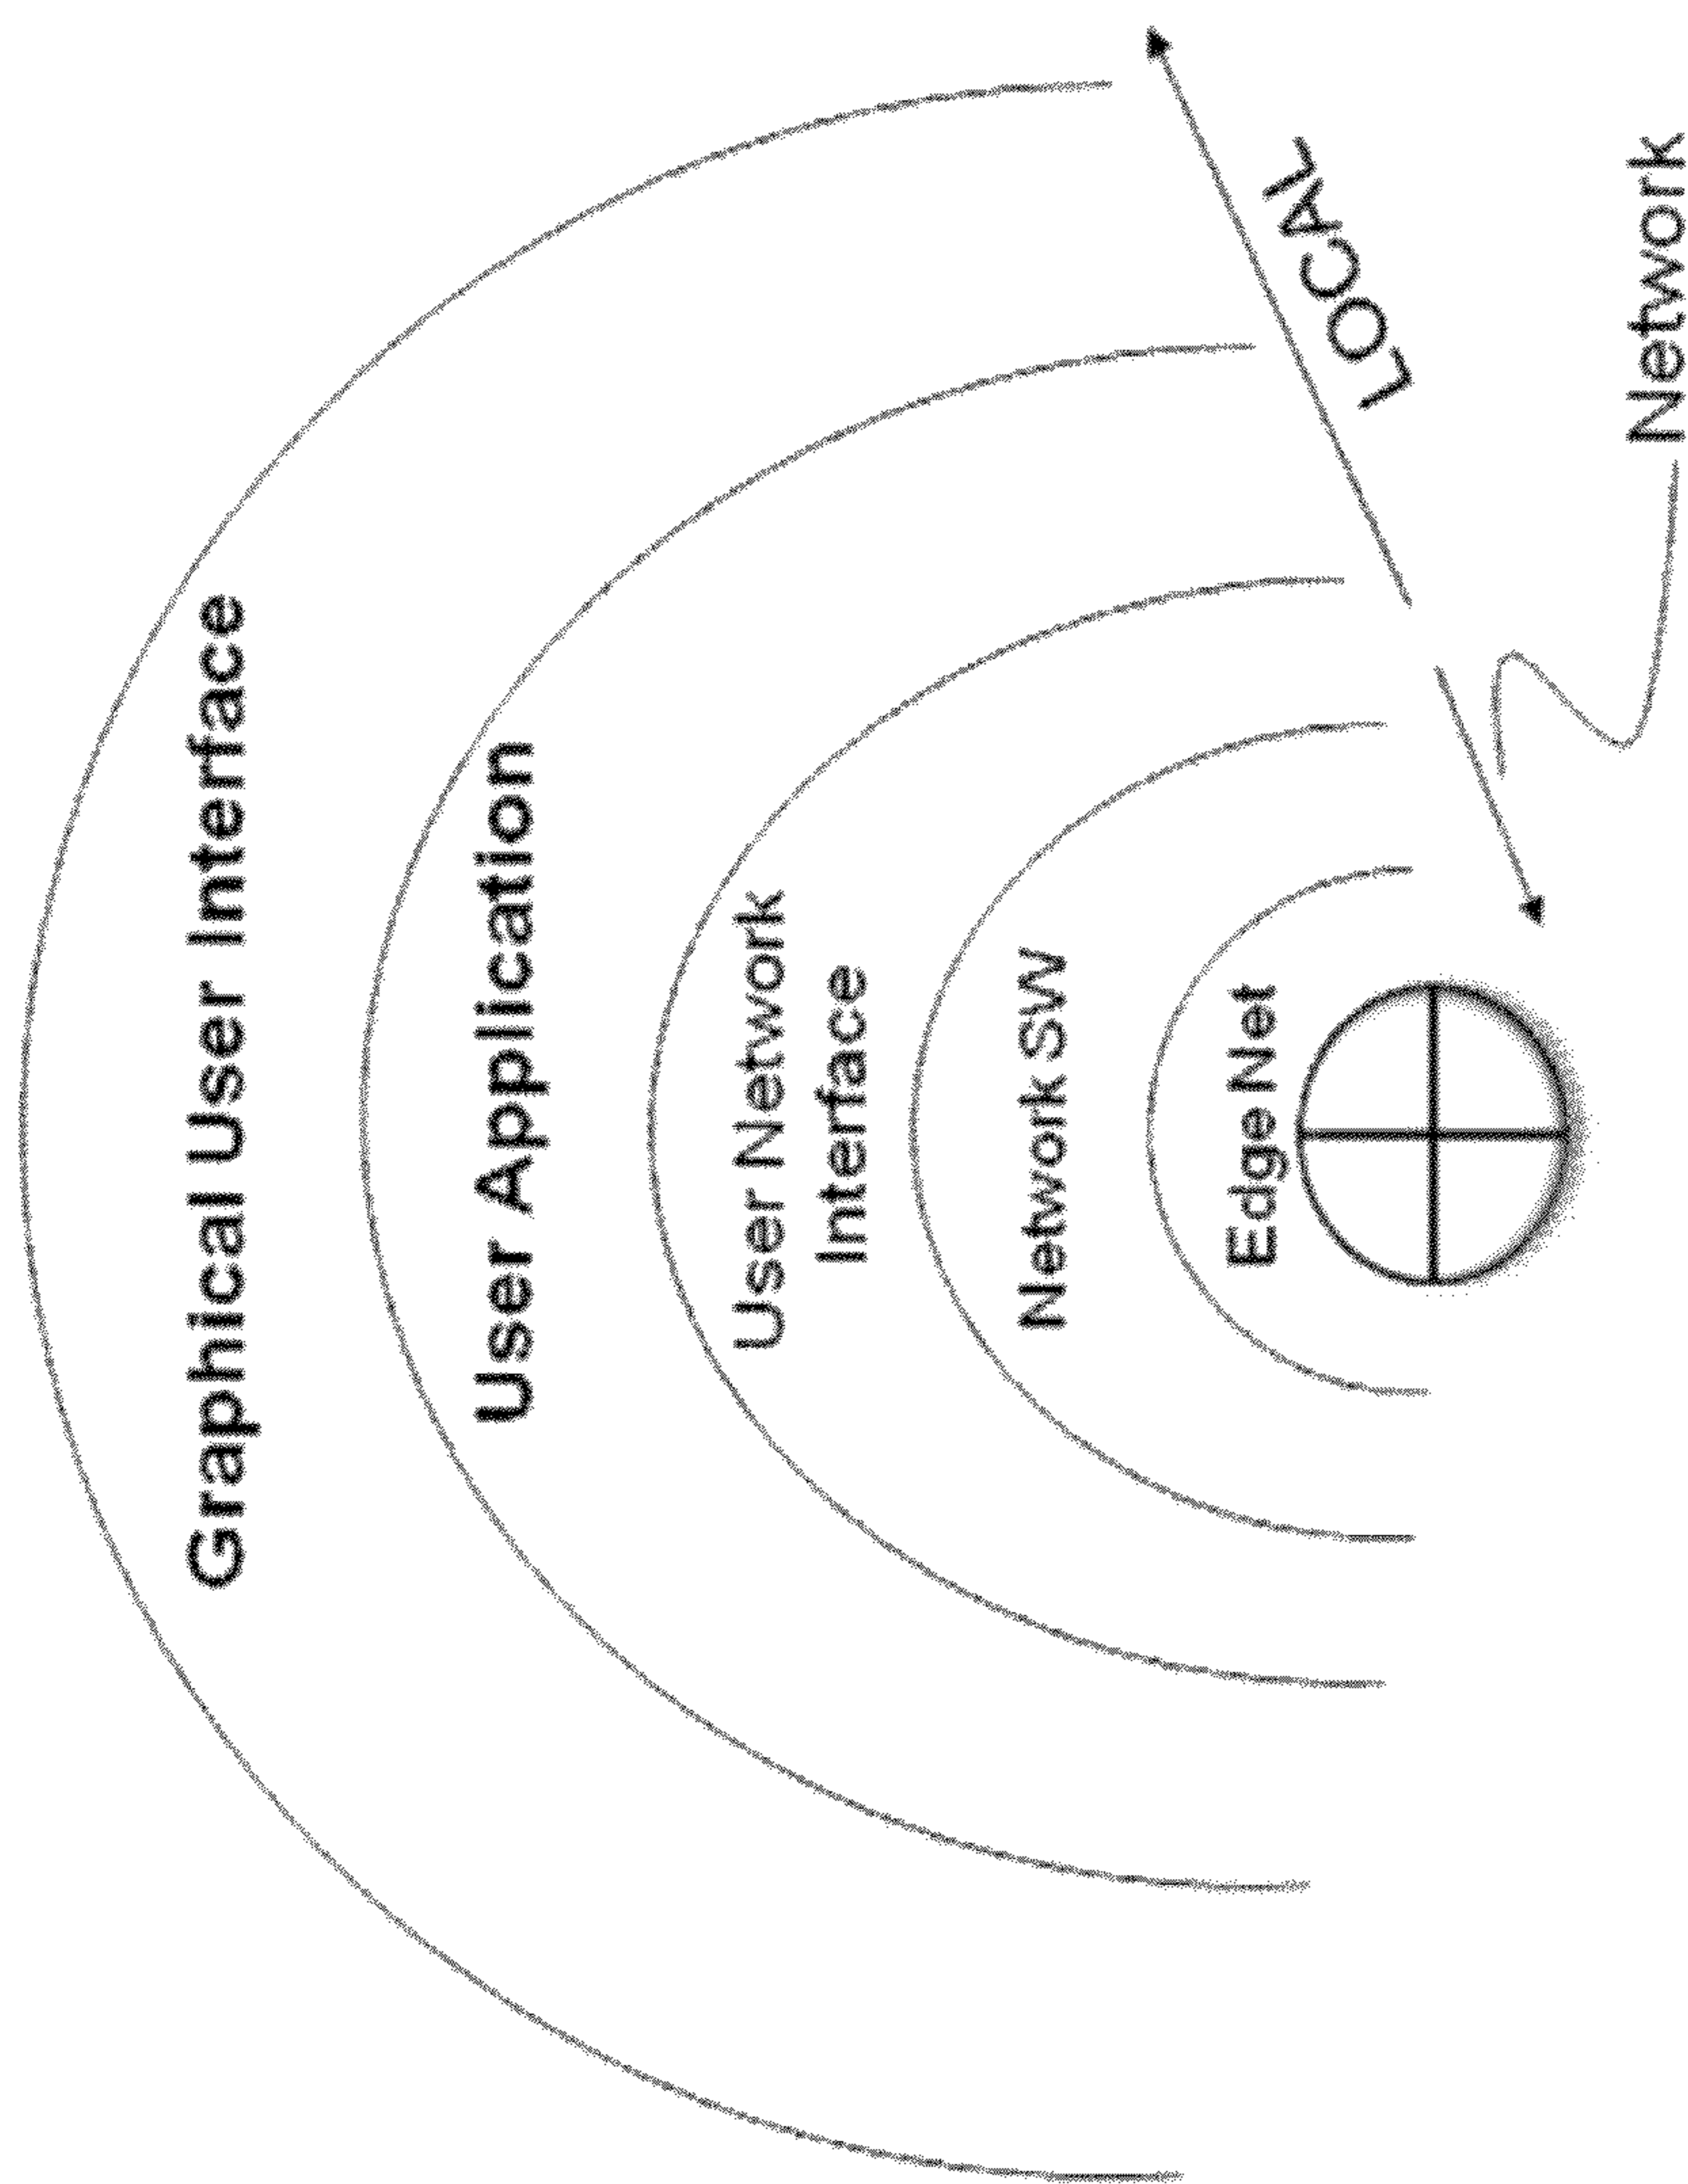 Graphical User Interface
User Application
User Network
Interface
Network SW
Edge Net
LOCAL
Network